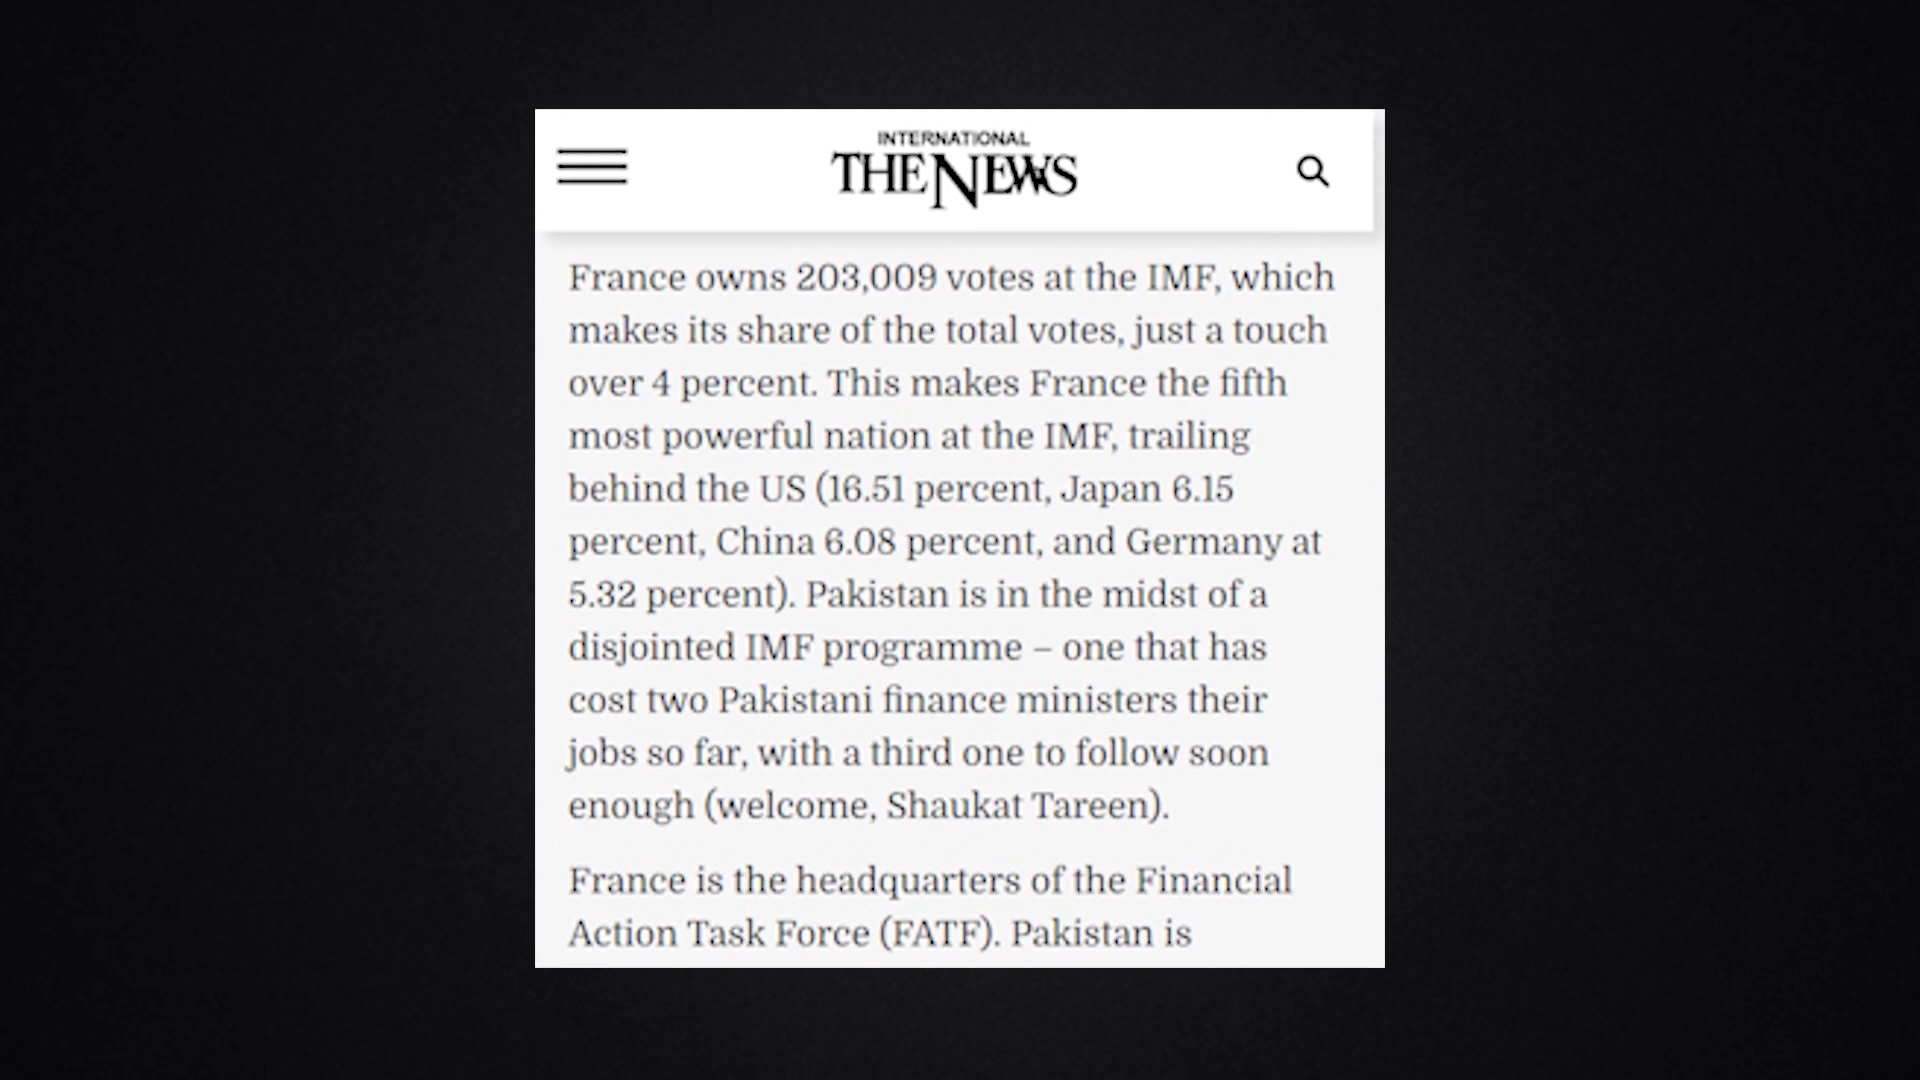 INTERNATIONAL
THE NEWS
France owns 203,009 votes at the IMF, which
makes its share of the total votes, just a touch
over 4 percent. This makes France the fifth
most powerful nation at the IMF, trailing
behind the US (16.51 percent, Japan 6.15
percent, China 6.08 percent, and Germany at
5.32 percent). Pakistan is in the midst of a
disjointed IMF programme – one that has
cost two Pakistani finance ministers their
jobs so far, with a third one to follow soon
enough (welcome, Shaukat Tareen).
France is the headquarters of the Financial
Action Task Force (FATF). Pakistan is